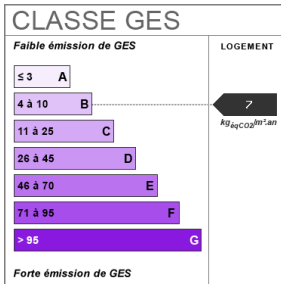 CLASSE GES
Faible émission de GES
LOGEMENT
≤ 3 A
4 à 10 B
7
kgéqCO2/m².an
11 à 25 C
26 à 45 D
46 à 70 E
71 à 95 F
> 95 G
Forte émission de GES